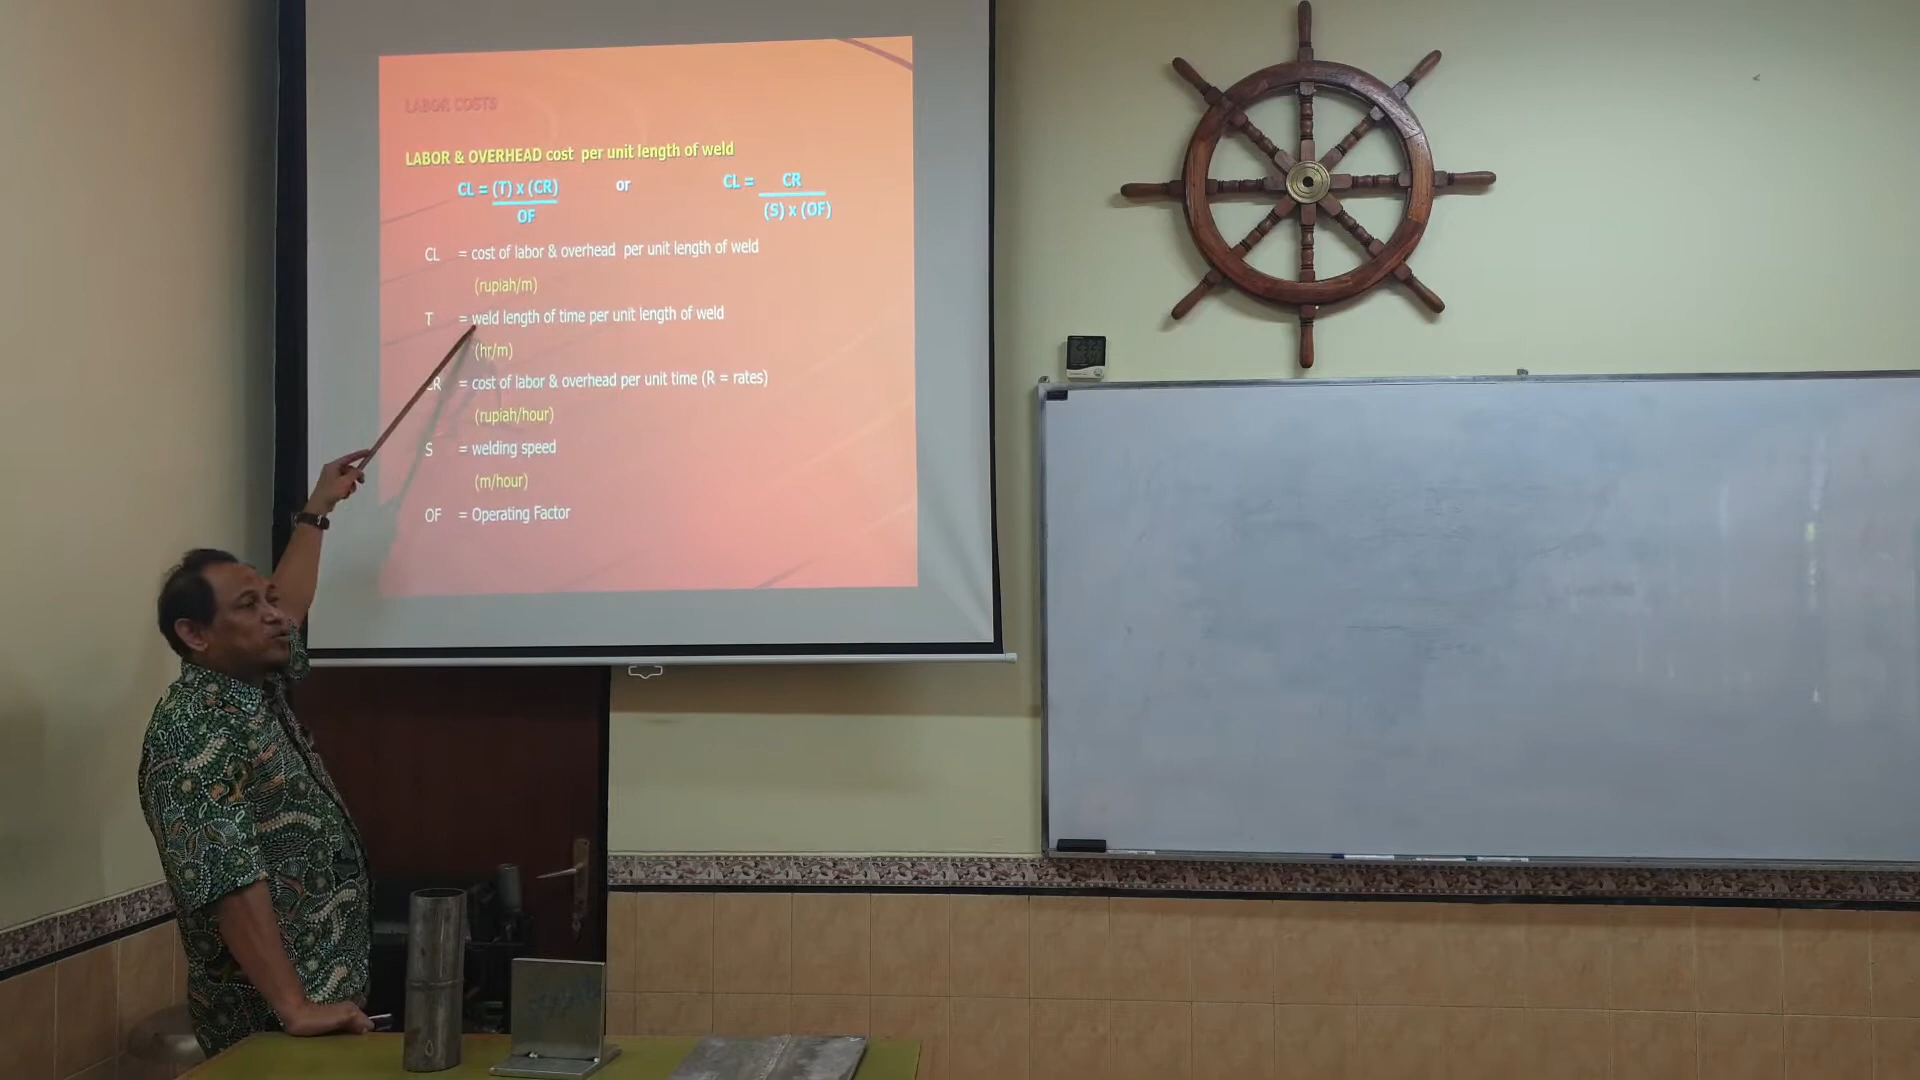 LABOR COSTS
LABOR & OVERHEAD cost per unit length of weld
CL = (T) x (CR) or CL = CR
OF (S) x (OF)
CL = cost of labor & overhead per unit length of weld
(rupiah/m)
T = weld length of time per unit length of weld
(hr/m)
CR = cost of labor & overhead per unit time (R = rates)
(rupiah/hour)
S = welding speed
(m/hour)
OF = Operating Factor